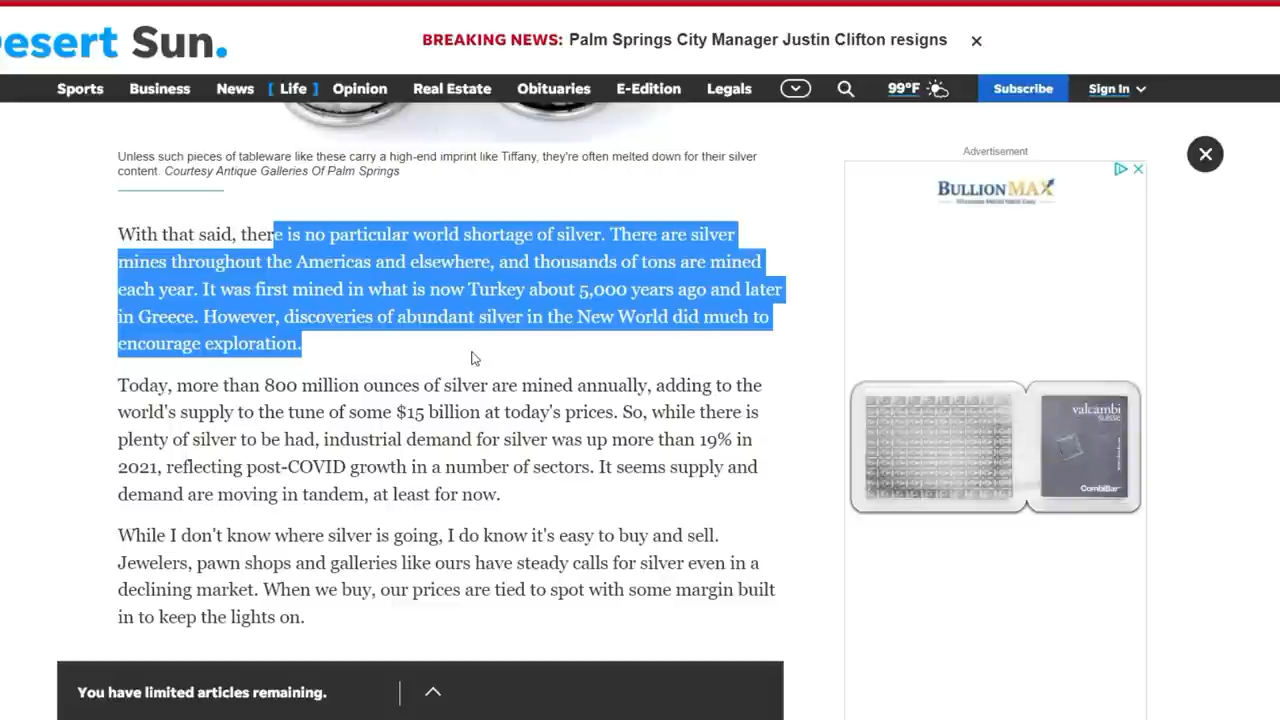 esert Sun.
BREAKING NEWS: Palm Springs City Manager Justin Clifton resigns
Sports Business News [ Life ] Opinion Real Estate Obituaries E-Edition Legals 99°F Subscribe Sign In
Unless such pieces of tableware like these carry a high-end imprint like Tiffany, they're often melted down for their silver
content. Courtesy Antique Galleries Of Palm Springs
With that said, there is no particular world shortage of silver. There are silver
mines throughout the Americas and elsewhere, and thousands of tons are mined
each year. It was first mined in what is now Turkey about 5,000 years ago and later
in Greece. However, discoveries of abundant silver in the New World did much to
encourage exploration.
Today, more than 800 million ounces of silver are mined annually, adding to the
world's supply to the tune of some $15 billion at today's prices. So, while there is
plenty of silver to be had, industrial demand for silver was up more than 19% in
2021, reflecting post-COVID growth in a number of sectors. It seems supply and
demand are moving in tandem, at least for now.
While I don't know where silver is going, I do know it's easy to buy and sell.
Jewelers, pawn shops and galleries like ours have steady calls for silver even in a
declining market. When we buy, our prices are tied to spot with some margin built
in to keep the lights on.
You have limited articles remaining.
Advertisement
BULLIONMAX
valcambi
suisse
CombiBar